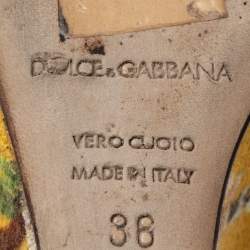 DOLCE & GABBANA
VERO CUOIO
MADE IN ITALY
38